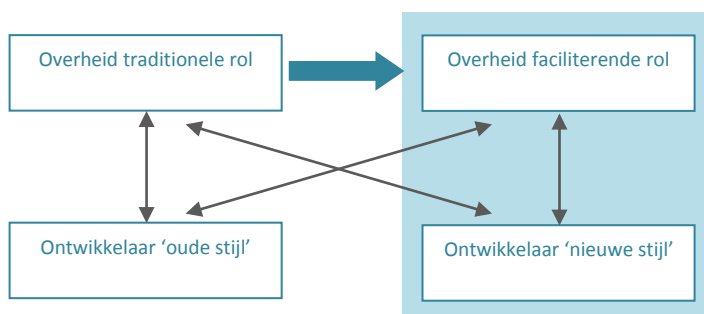 Overheid traditionele rol
Overheid faciliterende rol
Ontwikkelaar ‘oude stijl’
Ontwikkelaar ‘nieuwe stijl’